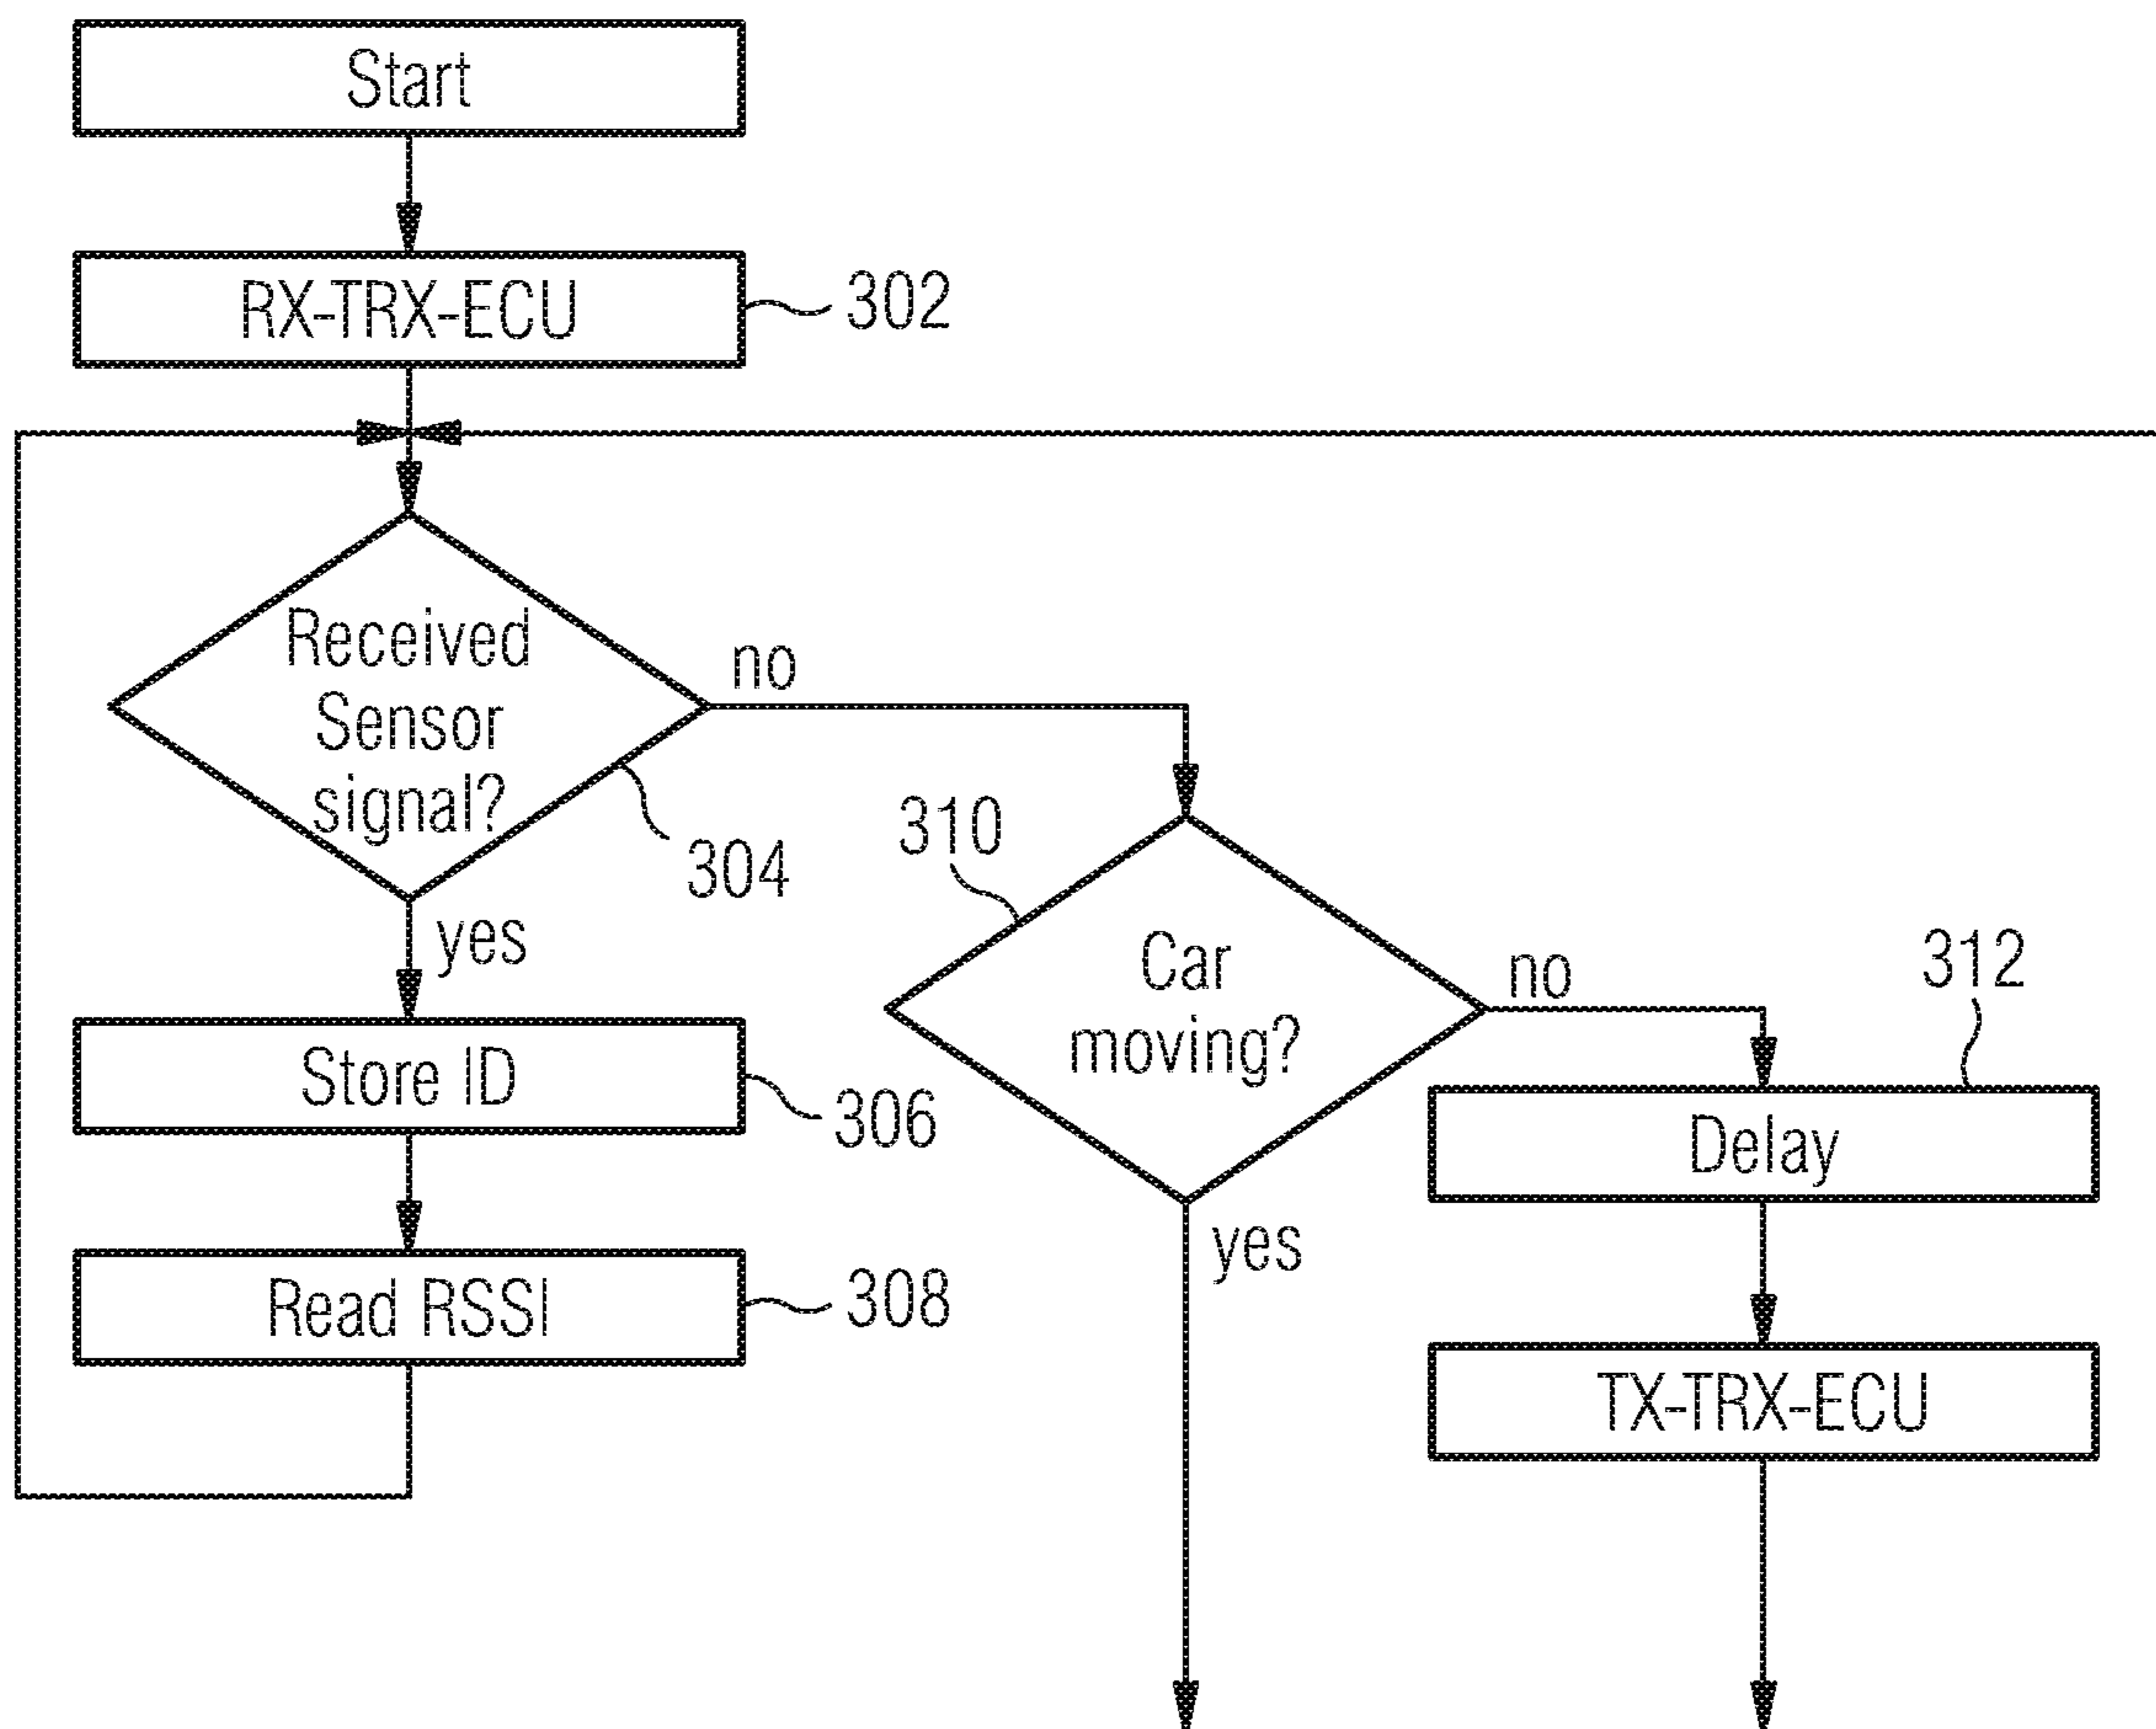 Start
RX-TRX-ECU
302
Received
Sensor
signal?
no
304
yes
Store ID
306
Read RSSI
308
310
Car
moving?
no
yes
312
Delay
TX-TRX-ECU